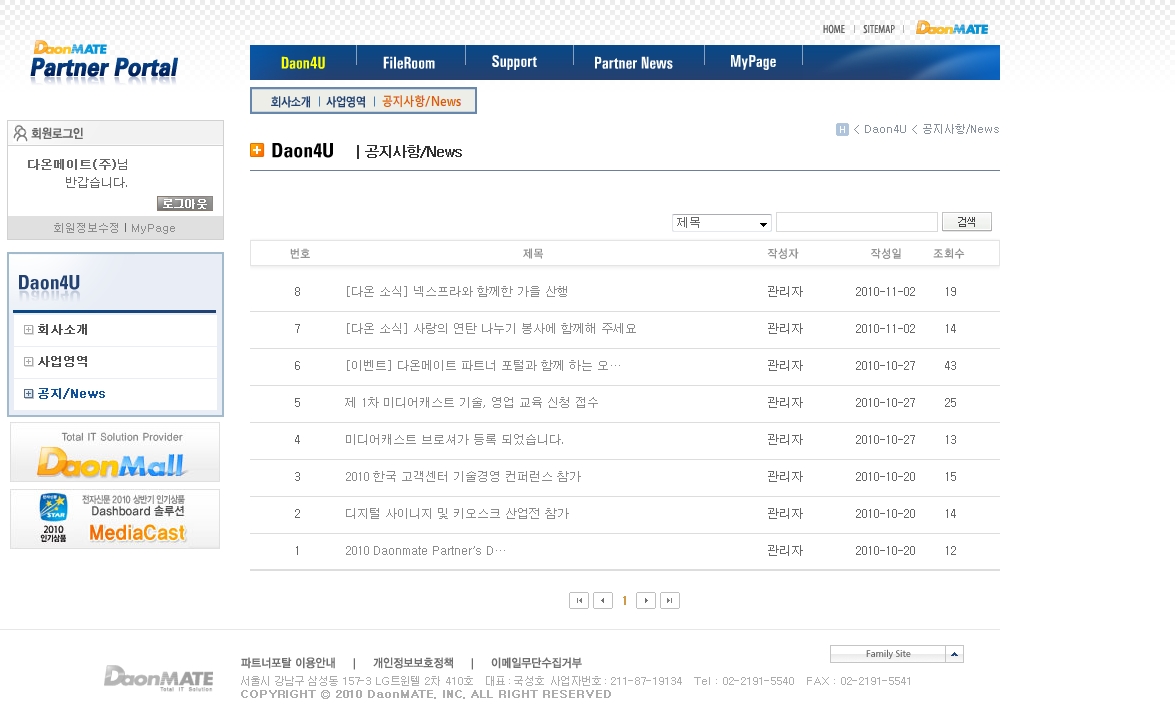 HOME | SITEMAP | DaonMATE
DaonMATE
Partner Portal
Daon4U FileRoom Support Partner News MyPage
회사소개 | 사업영역 | 공지사항/News
H < Daon4U < 공지사항/News
회원로그인
다온메이트(주)님
반갑습니다.
로그아웃
회원정보수정 | MyPage
Daon4U
회사소개
사업영역
공지/News
Total IT Solution Provider
DaonMall
전자신문 2010 상반기 인기상품
Dashboard 솔루션
STAR
2010
인기상품
MediaCast
Daon4U | 공지사항/News
제목 검색
번호 제목 작성자 작성일 조회수
8 [다온 소식] 넥스프라와 함께한 가을 산행 관리자 2010-11-02 19
7 [다온 소식] 사랑의 연탄 나누기 봉사에 함께해 주세요 관리자 2010-11-02 14
6 [이벤트] 다온메이트 파트너 포털과 함께 하는 오… 관리자 2010-10-27 43
5 제 1차 미디어캐스트 기술, 영업 교육 신청 접수 관리자 2010-10-27 25
4 미디어캐스트 브로셔가 등록 되었습니다. 관리자 2010-10-27 13
3 2010 한국 고객센터 기술경영 컨퍼런스 참가 관리자 2010-10-20 15
2 디지털 사이니지 및 키오스크 산업전 참가 관리자 2010-10-20 14
1 2010 Daonmate Partner's D… 관리자 2010-10-20 12
1
DaonMATE
Total IT Solution
파트너포탈 이용안내 | 개인정보보호정책 | 이메일무단수집거부
Family Site
서울시 강남구 삼성동 157-3 LG트윈텔 2차 410호 대표 : 국성호 사업자번호 : 211-87-19134 Tel : 02-2191-5540 FAX : 02-2191-5541
COPYRIGHT @ 2010 DaonMATE, INC, ALL RIGHT RESERVED